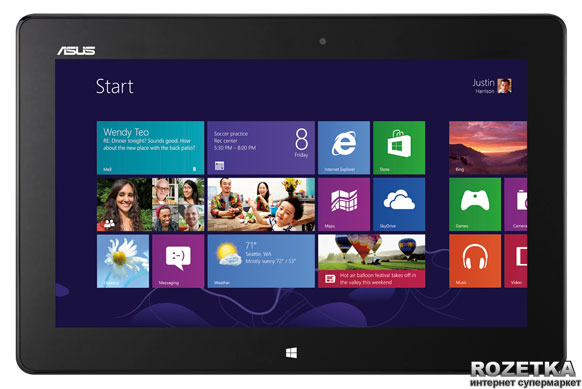 ASUS
Start
Justin
Harrison
Wendy Teo
RE: Dinner tonight? Sounds good. How
about the new place with the back patio?
Mail
8
Soccer practice
Rec center
5:30 PM – 8:00 PM
8
Friday
Internet Explorer
Store
Bing
Maps
SkyDrive
Games
Camera
Messaging
71°
Seattle, WA
Mostly sunny 72° / 53°
Weather
Hot air balloon festival takes off in
the valley this weekend
Music
Video
ROZETKA
интернет супермаркет